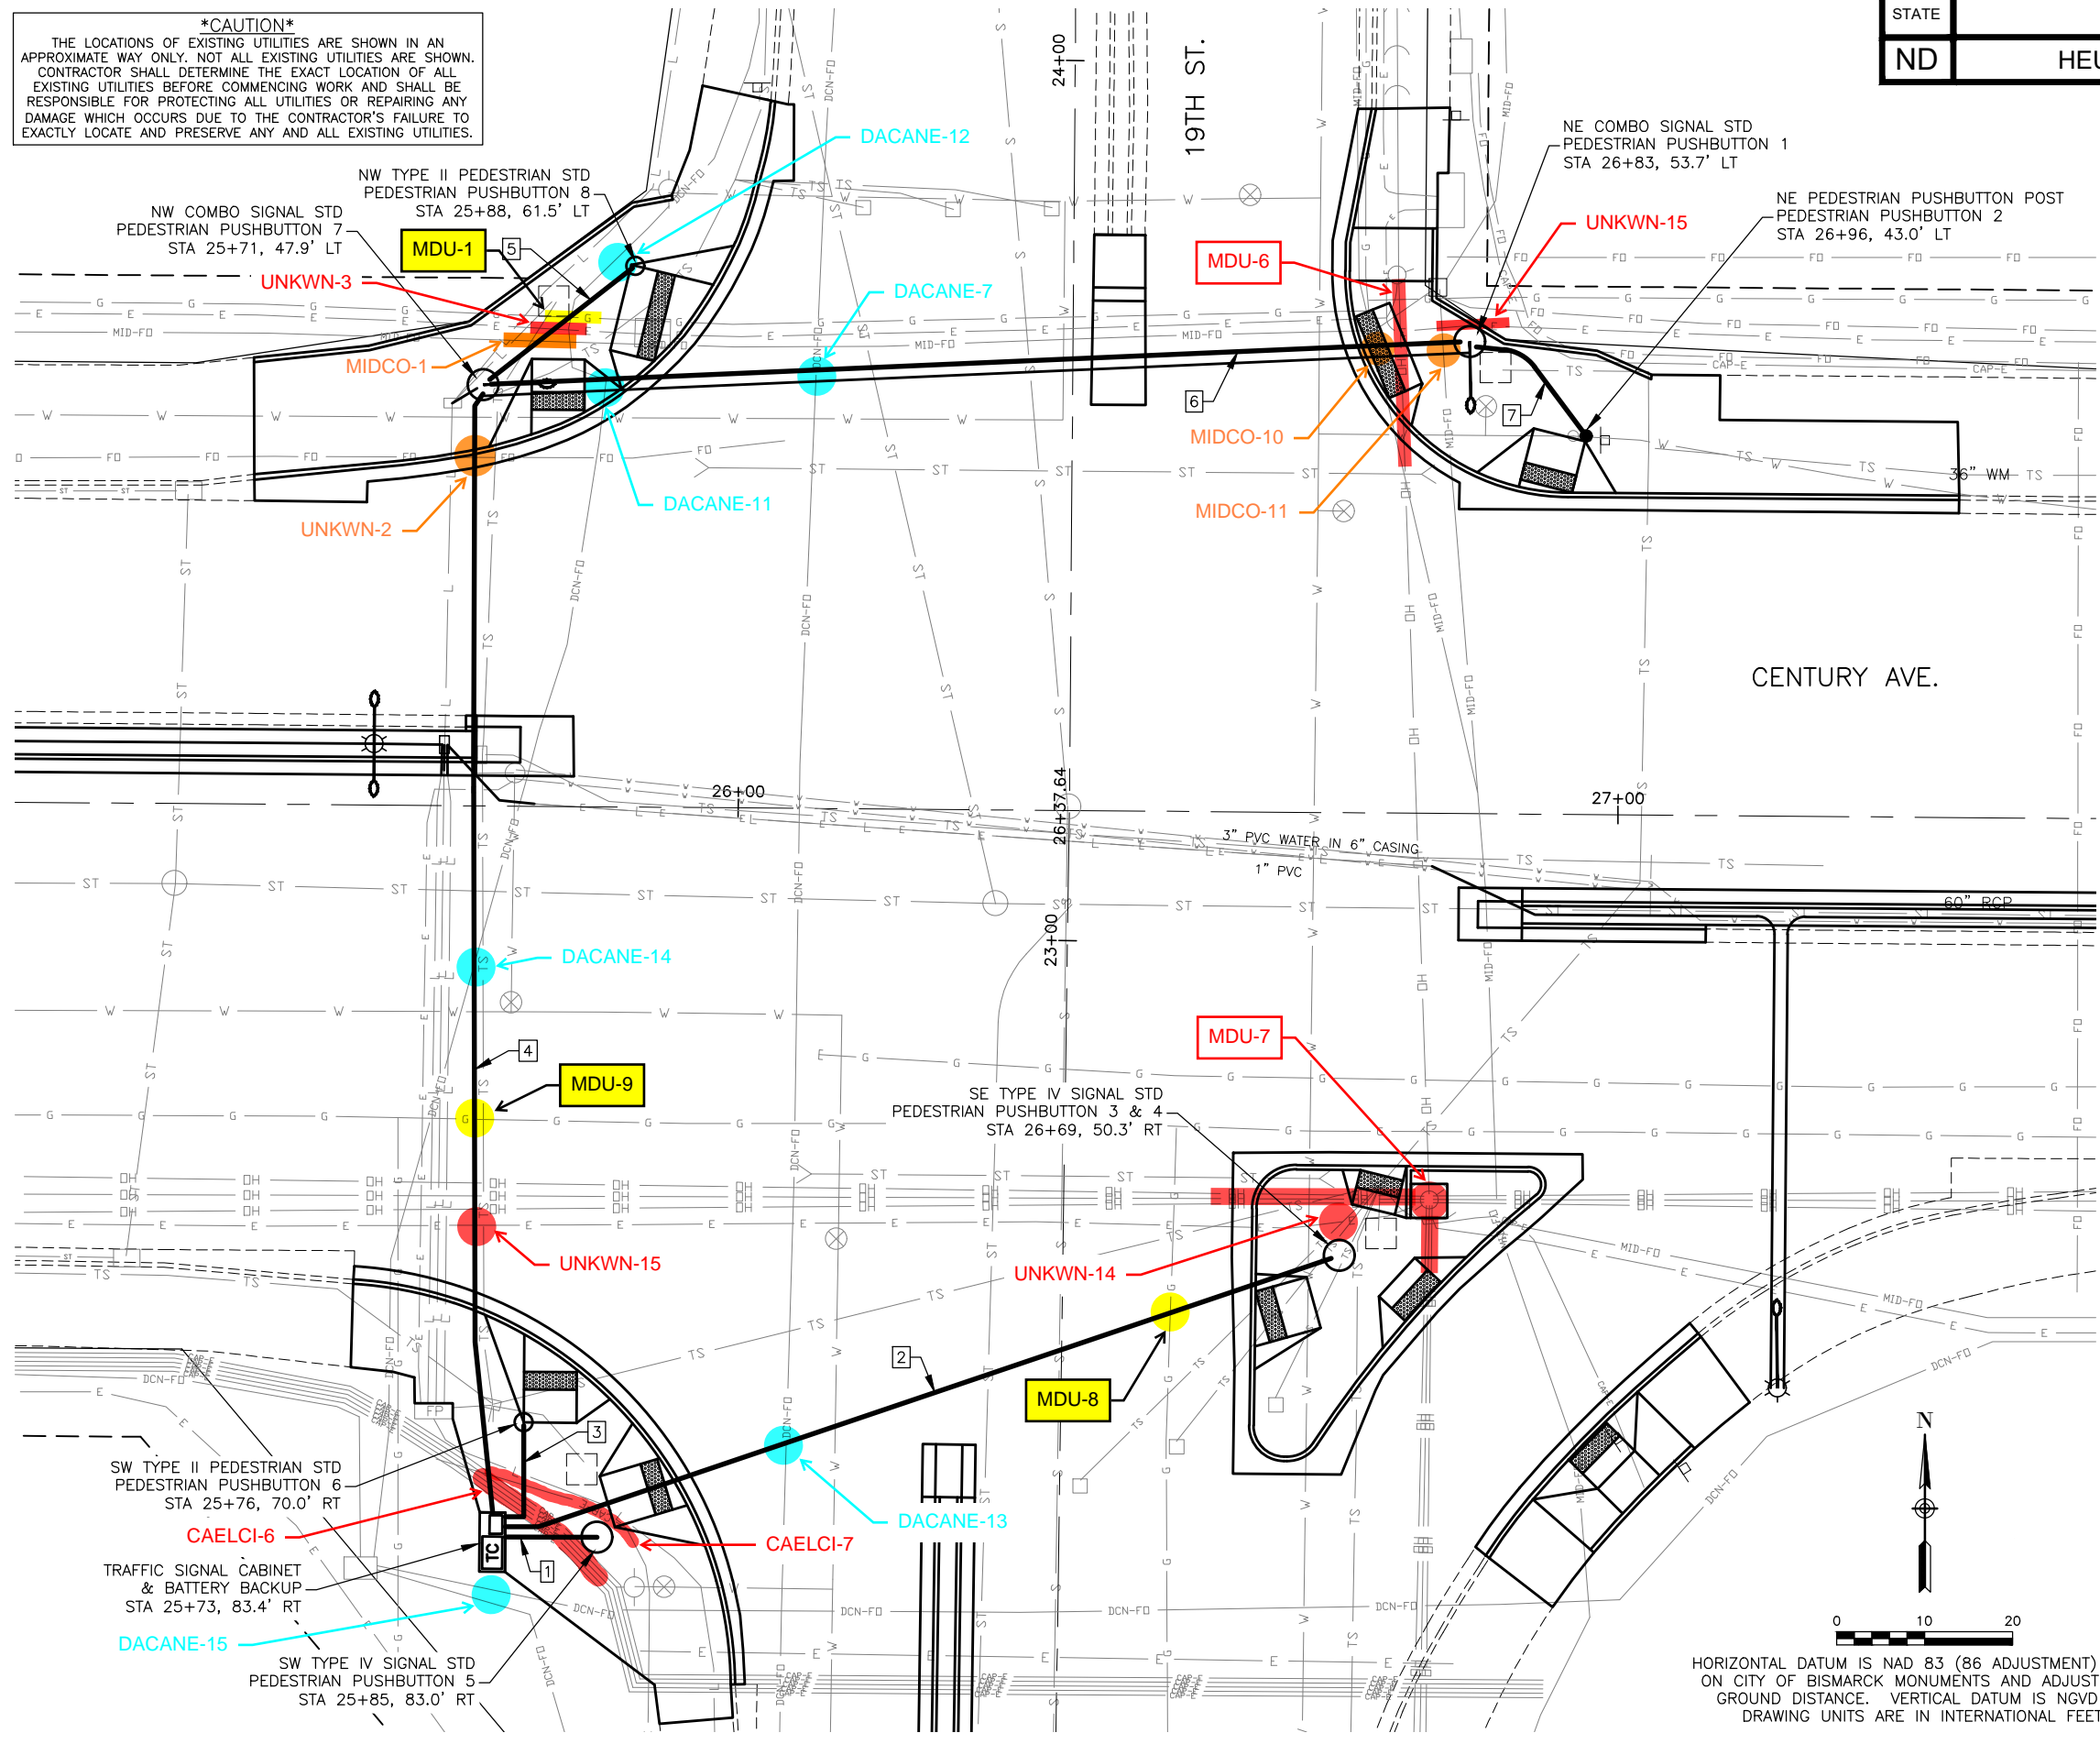 *CAUTION*
THE LOCATIONS OF EXISTING UTILITIES ARE SHOWN IN AN
APPROXIMATE WAY ONLY. NOT ALL EXISTING UTILITIES ARE SHOWN.
CONTRACTOR SHALL DETERMINE THE EXACT LOCATION OF ALL
EXISTING UTILITIES BEFORE COMMENCING WORK AND SHALL BE
RESPONSIBLE FOR PROTECTING ALL UTILITIES OR REPAIRING ANY
DAMAGE WHICH OCCURS DUE TO THE CONTRACTOR'S FAILURE TO
EXACTLY LOCATE AND PRESERVE ANY AND ALL EXISTING UTILITIES.
STATE
ND
HEU
24+00
19TH ST.
DACANE-12
NW TYPE II PEDESTRIAN STD
PEDESTRIAN PUSHBUTTON 8
STA 25+88, 61.5' LT
NW COMBO SIGNAL STD
PEDESTRIAN PUSHBUTTON 7
STA 25+71, 47.9' LT
MDU-1
5
UNKWN-3
MIDCO-1
DACANE-7
NE COMBO SIGNAL STD
PEDESTRIAN PUSHBUTTON 1
STA 26+83, 53.7' LT
NE PEDESTRIAN PUSHBUTTON POST
PEDESTRIAN PUSHBUTTON 2
STA 26+96, 43.0' LT
UNKWN-15
MDU-6
6
7
MIDCO-10
MIDCO-11
DACANE-11
UNKWN-2
36" WM
CENTURY AVE.
26+00
26+37.64
27+00
3" PVC WATER IN 6" CASING
1" PVC
60" RCP
23+00
DACANE-14
4
MDU-9
MDU-7
SE TYPE IV SIGNAL STD
PEDESTRIAN PUSHBUTTON 3 & 4
STA 26+69, 50.3' RT
UNKWN-15
UNKWN-14
2
MDU-8
3
SW TYPE II PEDESTRIAN STD
PEDESTRIAN PUSHBUTTON 6
STA 25+76, 70.0' RT
CAELCI-6
DACANE-13
CAELCI-7
TC
1
TRAFFIC SIGNAL CABINET
& BATTERY BACKUP
STA 25+73, 83.4' RT
DACANE-15
SW TYPE IV SIGNAL STD
PEDESTRIAN PUSHBUTTON 5
STA 25+85, 83.0' RT
FP
N
0 10 20
HORIZONTAL DATUM IS NAD 83 (86 ADJUSTMENT)
ON CITY OF BISMARCK MONUMENTS AND ADJUST
GROUND DISTANCE. VERTICAL DATUM IS NGVD
DRAWING UNITS ARE IN INTERNATIONAL FEET